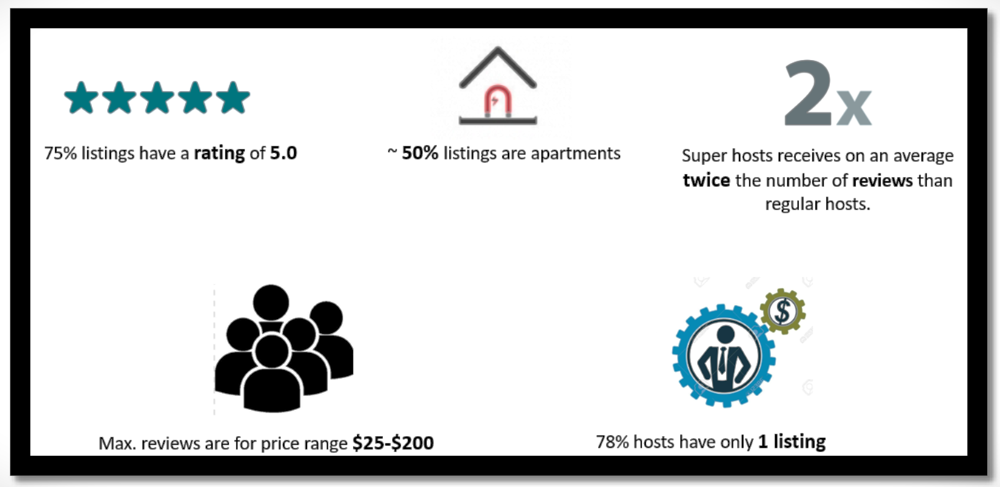 2x
75% listings have a rating of 5.0
~ 50% listings are apartments
Super hosts receives on an average
twice the number of reviews than
regular hosts.
$
Max. reviews are for price range $25-$200
78% hosts have only 1 listing